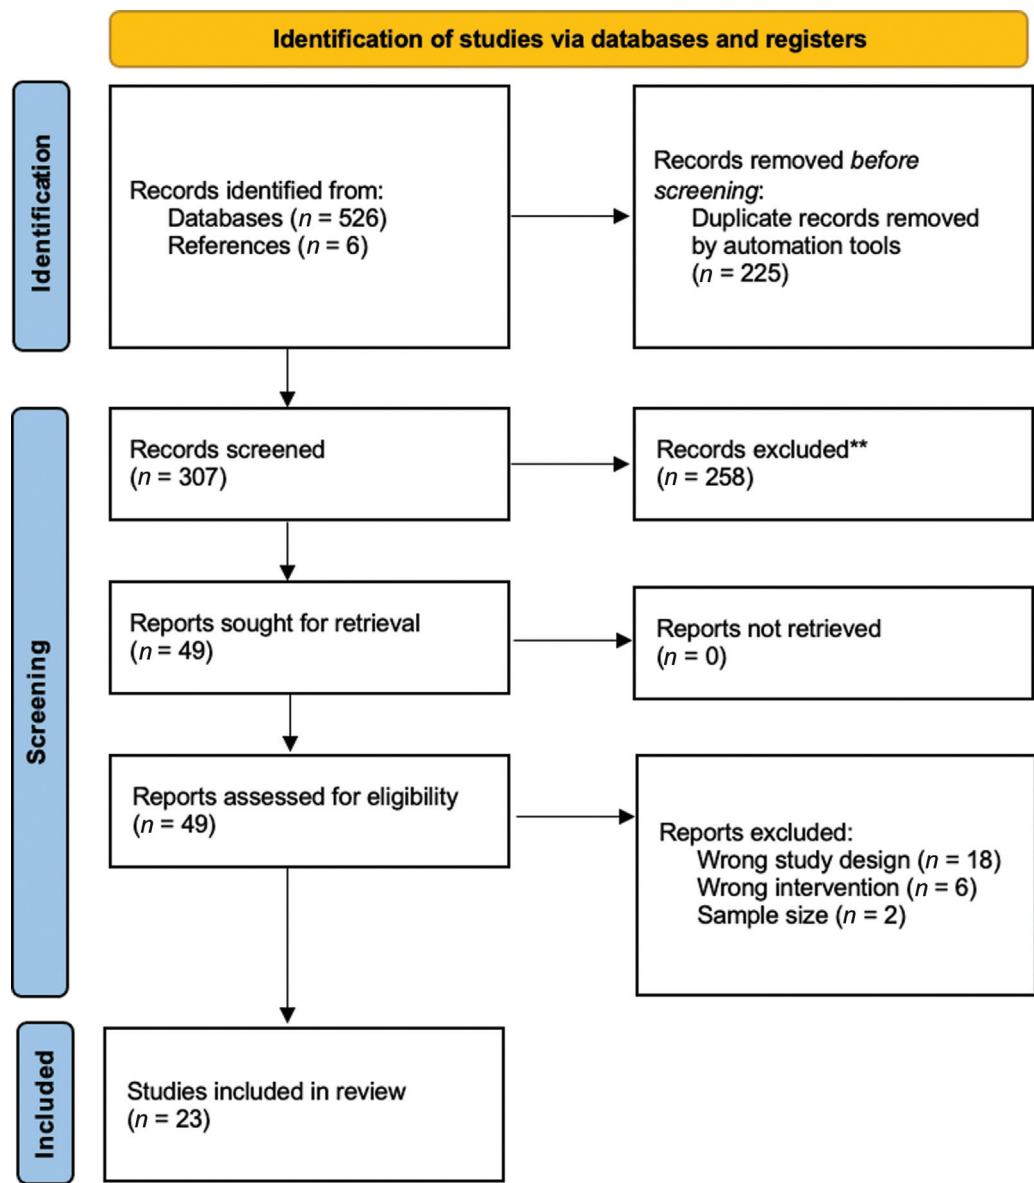 Identification of studies via databases and registers
Identification
Records identified from:
Databases (n = 526)
References (n = 6)
Records removed before
screening:
Duplicate records removed
by automation tools
(n = 225)
Screening
Records screened
(n = 307)
Records excluded**
(n = 258)
Reports sought for retrieval
(n = 49)
Reports not retrieved
(n = 0)
Reports assessed for eligibility
(n = 49)
Reports excluded:
Wrong study design (n = 18)
Wrong intervention (n = 6)
Sample size (n = 2)
Included
Studies included in review
(n = 23)